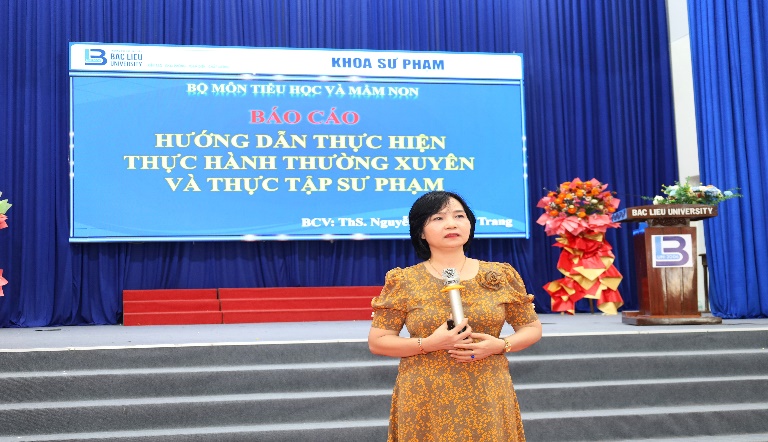 BAC LIEU
UNIVERSITY
KHOA SƯ PHẠM
BỘ MÔN TIỂU HỌC VÀ MẦM NON
BÁO CÁO
HƯỚNG DẪN THỰC HIỆN
THỰC HÀNH THƯỜNG XUYÊN
VÀ THỰC TẬP SƯ PHẠM
BCV: ThS. Nguyễn Trang
BAC LIEU UNIVERSITY